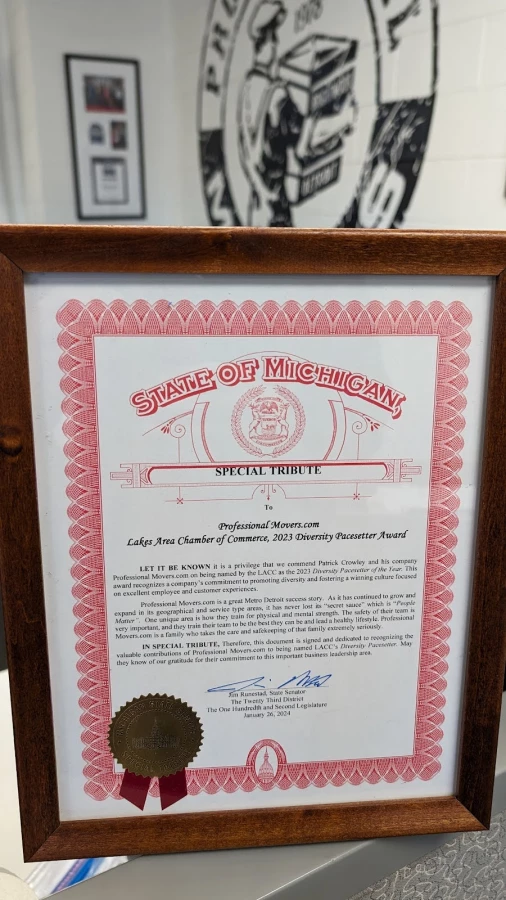 1978
STATE OF MICHIGAN,
SPECIAL TRIBUTE
To
Professional Movers.com
Lakes Area Chamber of Commerce, 2023 Diversity Pacesetter Award
LET IT BE KNOWN it is a privilege that we commend Patrick Crowley and his company
Professional Movers.com on being named by the LACC as the 2023 Diversity Pacesetter of the Year. This
award recognizes a company's commitment to promoting diversity and fostering a winning culture focused
on excellent employee and customer experiences.
Professional Movers.com is a great Metro Detroit success story. As it has continued to grow and
expand in its geographical and service type areas, it has never lost its "secret sauce" which is "People
Matter". One unique area is how they train for physical and mental strength. The safety of their team is
very important, and they train their team to be the best they can be and lead a healthy lifestyle. Professional
Movers.com is a family who takes the care and safekeeping of that family extremely seriously.
IN SPECIAL TRIBUTE, Therefore, this document is signed and dedicated to recognizing the
valuable contributions of Professional Movers.com to being named LACC's Diversity Pacesetter. May
they know of our gratitude for their commitment to this important business leadership area.
Jim Runestad, State Senator
The Twenty Third District
The One Hundredth and Second Legislature
January 26, 2024